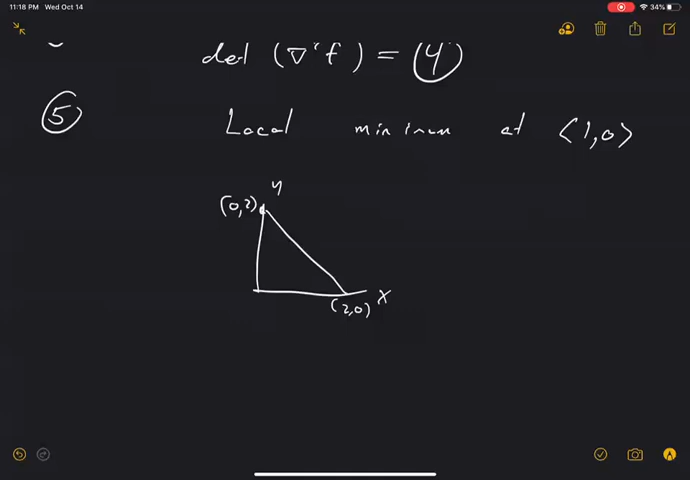 11:18 PM Wed Oct 14
34%
det (∇²f) = 4
5 Local minimum at <1,0>
y
(0,2)
x
(2,0)